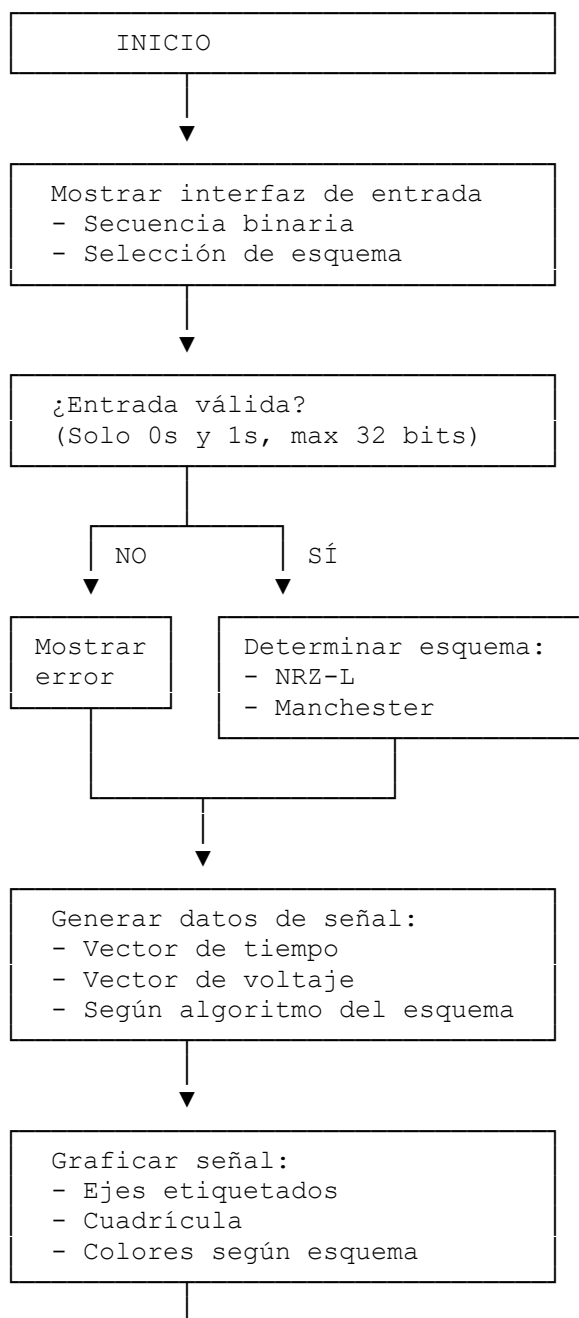 INICIO
Mostrar interfaz de entrada
- Secuencia binaria
- Selección de esquema
¿Entrada válida?
(Solo 0s y 1s, max 32 bits)
NO
SÍ
Mostrar
error
Determinar esquema:
- NRZ-L
- Manchester
Generar datos de señal:
- Vector de tiempo
- Vector de voltaje
- Según algoritmo del esquema
Graficar señal:
- Ejes etiquetados
- Cuadrícula
- Colores según esquema